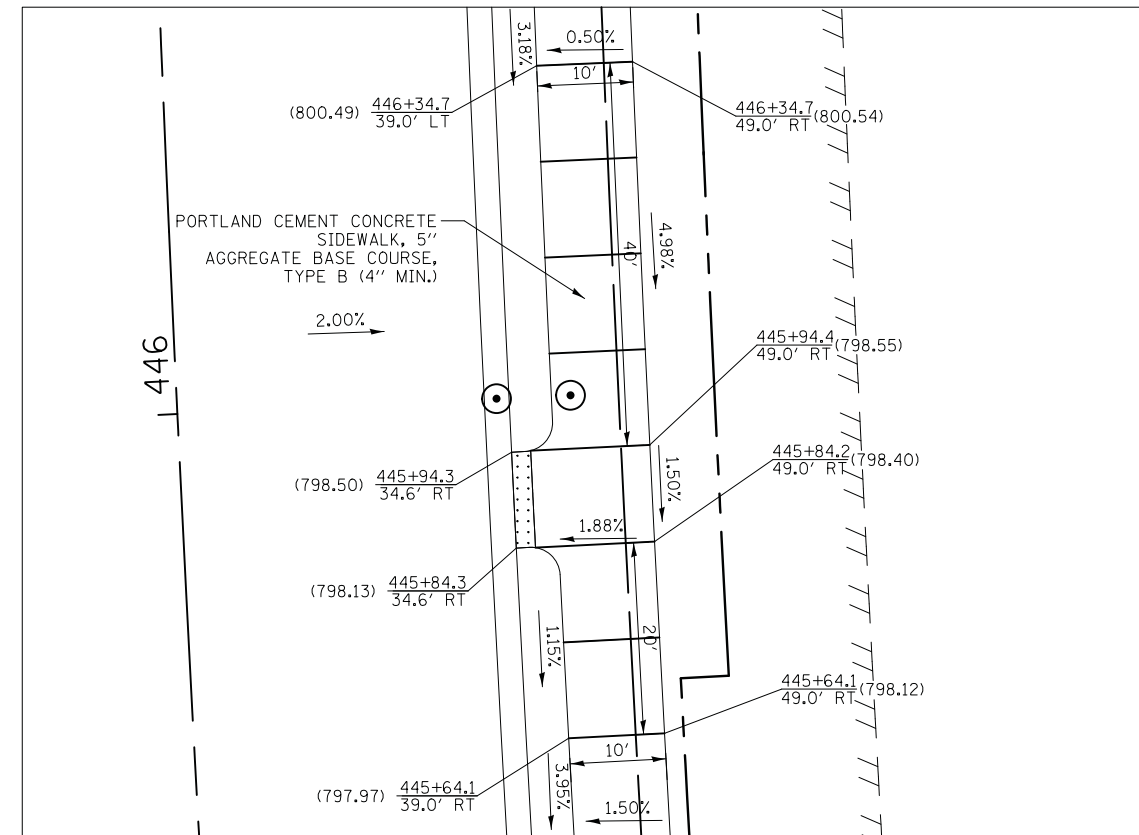 3.18%
0.50%
10'
(800.49) 446+34.7
39.0' LT
446+34.7 (800.54)
49.0' RT
PORTLAND CEMENT CONCRETE
SIDEWALK, 5"
AGGREGATE BASE COURSE,
TYPE B (4" MIN.)
40'
4.98%
2.00%
446
445+94.4 (798.55)
49.0' RT
(798.50) 445+94.3
34.6' RT
1.50%
445+84.2 (798.40)
49.0' RT
1.88%
(798.13) 445+84.3
34.6' RT
1.15%
20'
445+64.1 (798.12)
49.0' RT
10'
(797.97) 445+64.1
39.0' RT
3.95%
1.50%